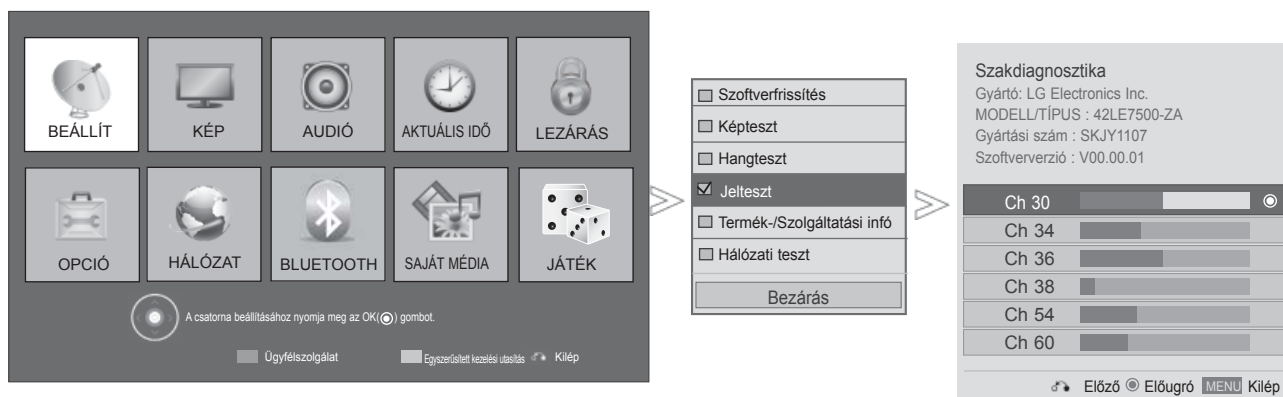 BEÁLLÍT
KÉP
AUDIÓ
AKTUÁLIS IDŐ
LEZÁRÁS
OPCIÓ
HÁLÓZAT
BLUETOOTH
SAJÁT MÉDIA
JÁTÉK
A csatorna beállításához nyomja meg az OK(◉) gombot.
Ügyfélszolgálat
Egyszerűsített kezelési utasítás
Kilép
Szoftverfrissítés
Képteszt
Hangteszt
Jelteszt
Termék-/Szolgáltatási infó
Hálózati teszt
Bezárás
Szakdiagnosztika
Gyártó: LG Electronics Inc.
MODELL/TÍPUS : 42LE7500-ZA
Gyártási szám : SKJY1107
Szoftververzió : V00.00.01
Ch 30
Ch 34
Ch 36
Ch 38
Ch 54
Ch 60
Előző ◉ Előugró MENU Kilép